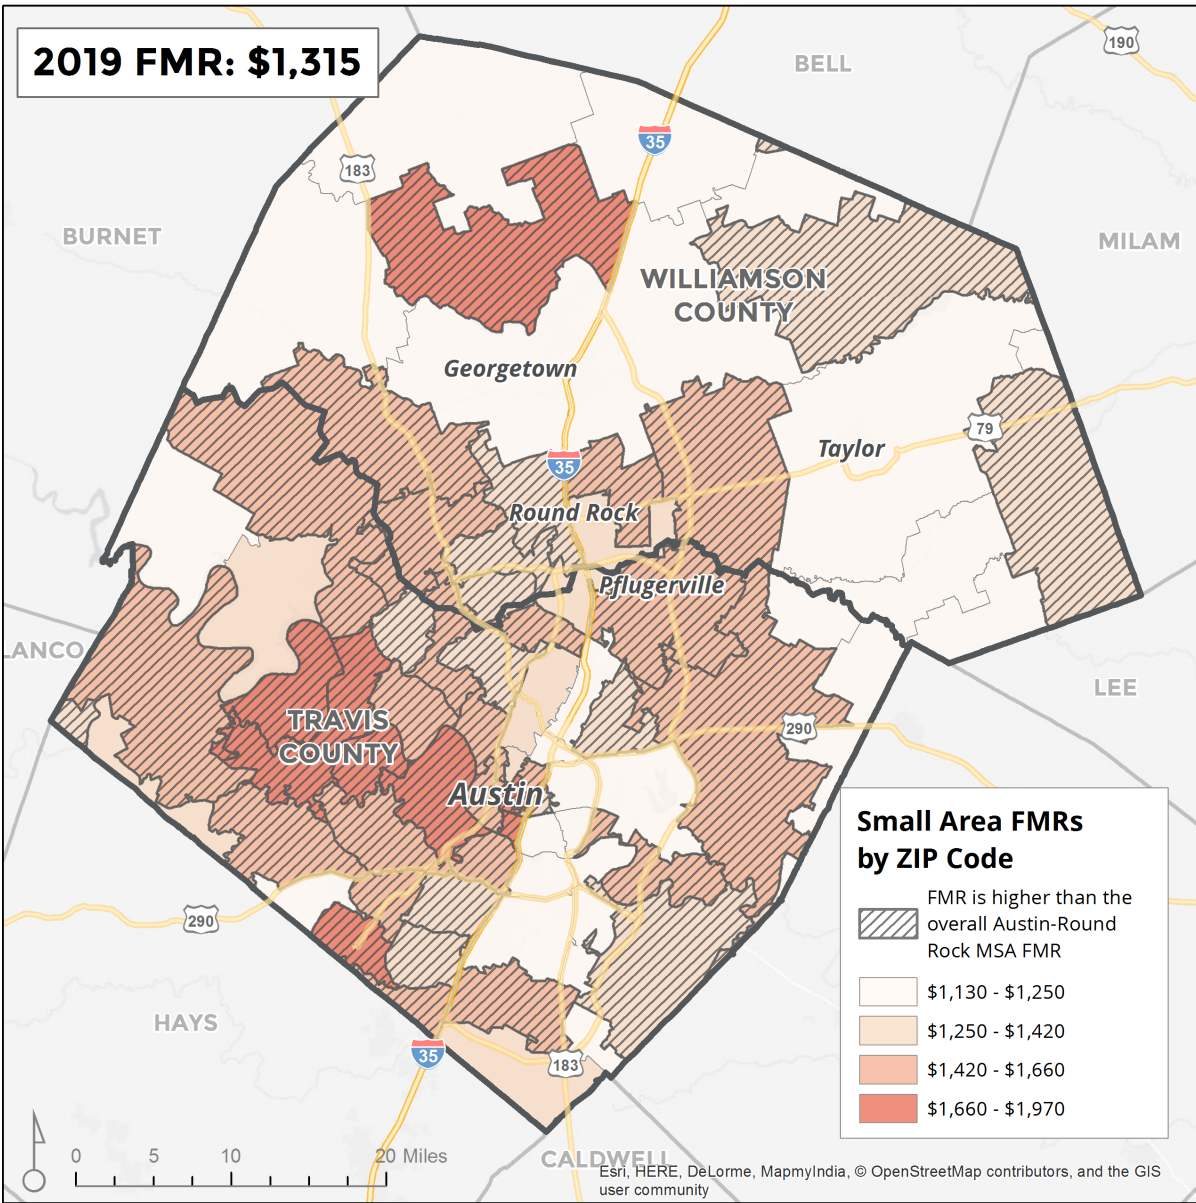 2019 FMR: $1,315
BELL
190
35
183
BURNET
MILAM
WILLIAMSON
COUNTY
Georgetown
79
Taylor
35
Round Rock
Pflugerville
LANCO
LEE
TRAVIS
COUNTY
290
Austin
290
HAYS
35
183
CALDWELL
Small Area FMRs
by ZIP Code
FMR is higher than the
overall Austin-Round
Rock MSA FMR
$1,130 - $1,250
$1,250 - $1,420
$1,420 - $1,660
$1,660 - $1,970
0 5 10 20 Miles
Esri, HERE, DeLorme, MapmyIndia, © OpenStreetMap contributors, and the GIS
user community